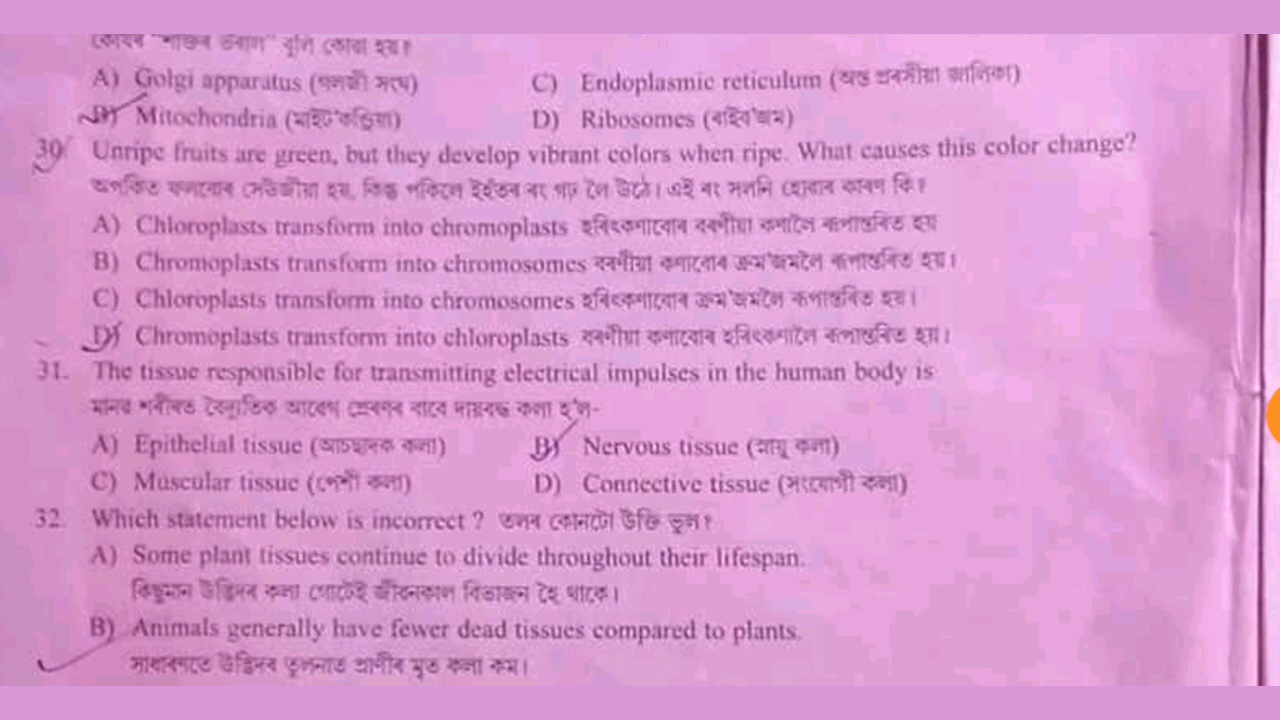 কোষৰ "শক্তিৰ ভঁৰাল" বুলি কোৱা হয়?
A) Golgi apparatus (গলজী সঁথে) C) Endoplasmic reticulum (অন্তঃপ্ৰৰসীয়া জালিকা)
B) Mitochondria (মাইট'কণ্ড্ৰিয়া) D) Ribosomes (ৰাইব'জম)
30. Unripe fruits are green, but they develop vibrant colors when ripe. What causes this color change?
অপকিত ফলবোৰ সেউজীয়া হয়, কিন্তু পকিলে ইহঁতৰ ৰং গাঢ় হৈ উঠে। এই ৰং সলনি হোৱাৰ কাৰণ কি?
A) Chloroplasts transform into chromoplasts হৰিৎকণাবোৰ বৰণীয়া কণালৈ ৰূপান্তৰিত হয়
B) Chromoplasts transform into chromosomes বৰণীয়া কণাবোৰ ক্ৰম'জমলৈ ৰূপান্তৰিত হয়।
C) Chloroplasts transform into chromosomes হৰিৎকণাবোৰ ক্ৰম'জমলৈ ৰূপান্তৰিত হয়।
D) Chromoplasts transform into chloroplasts বৰণীয়া কণাবোৰ হৰিৎকণালৈ ৰূপান্তৰিত হয়।
31. The tissue responsible for transmitting electrical impulses in the human body is
মানৱ শৰীৰত বৈদ্যুতিক আবেগ প্ৰেৰণৰ বাবে দায়বদ্ধ কলা হ'ল-
A) Epithelial tissue (আচ্ছাদক কলা) B) Nervous tissue (স্নায়ু কলা)
C) Muscular tissue (পেশী কলা) D) Connective tissue (সংযোগী কলা)
32. Which statement below is incorrect ? তলৰ কোনটো উক্তি ভুল?
A) Some plant tissues continue to divide throughout their lifespan.
কিছুমান উদ্ভিদৰ কলা গোটেই জীৱনকাল বিভাজন হৈ থাকে।
B) Animals generally have fewer dead tissues compared to plants.
সাধাৰণতে উদ্ভিদৰ তুলনাত প্ৰাণীৰ মৃত কলা কম।